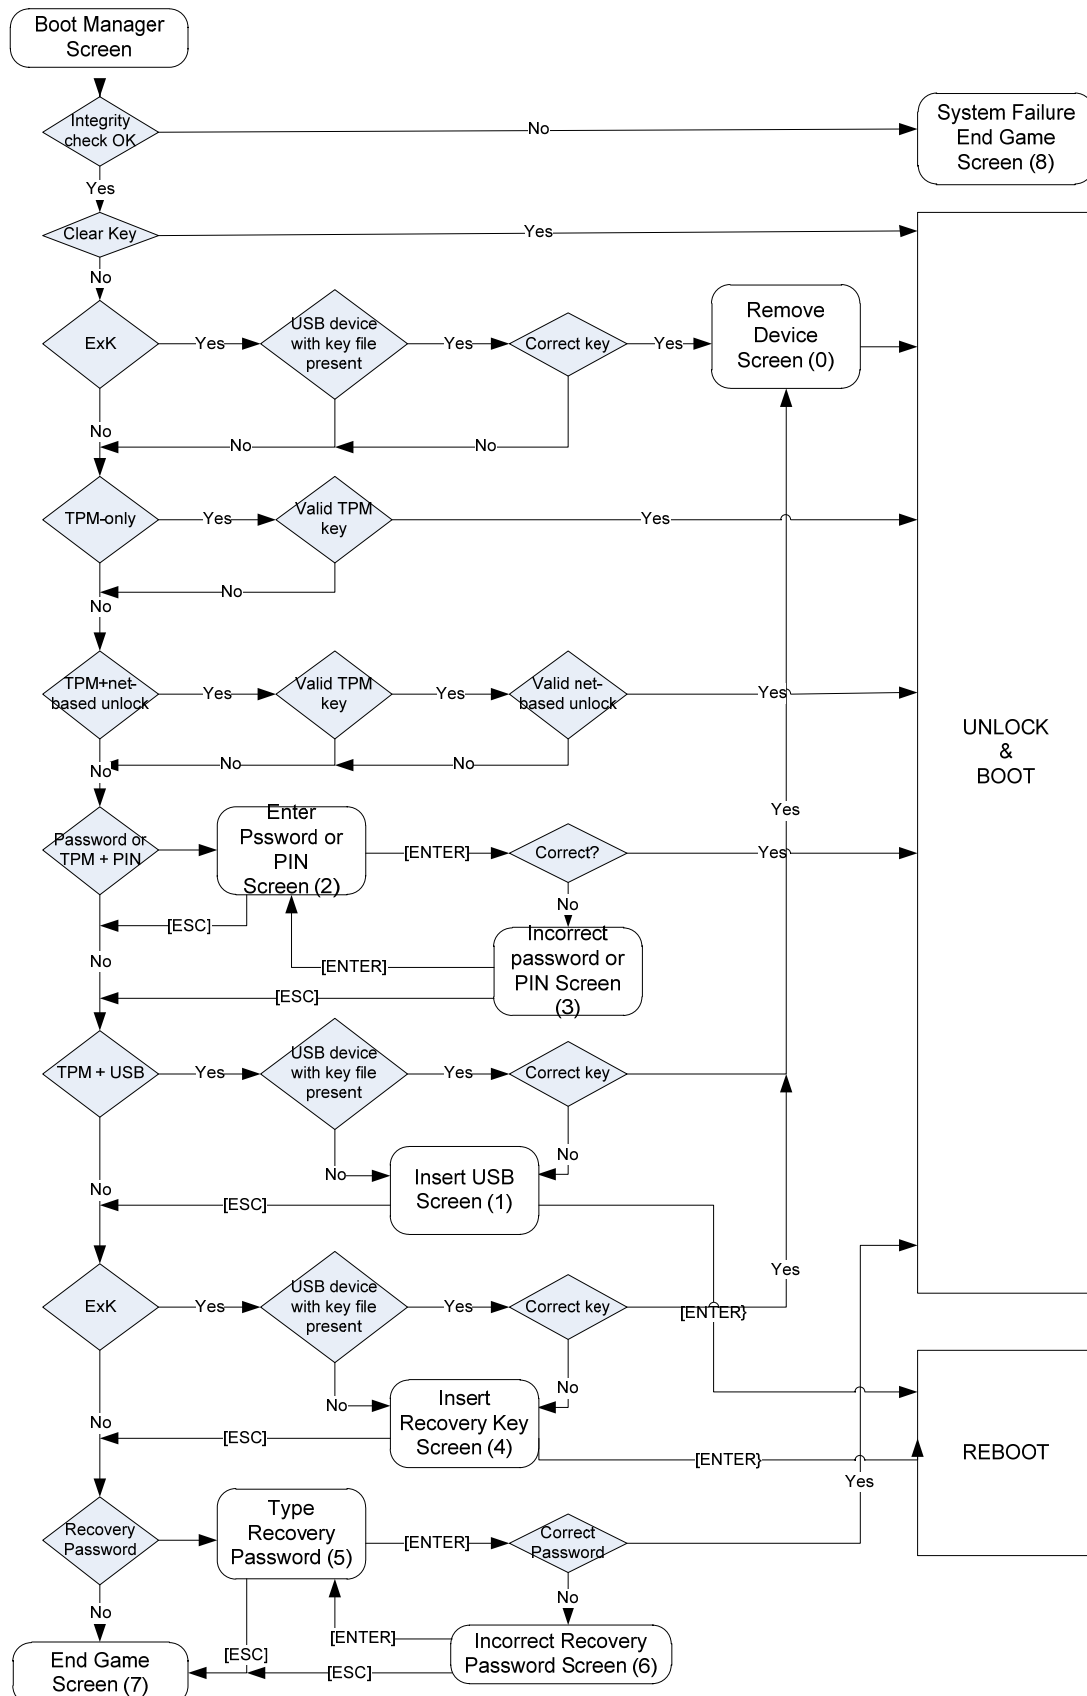 Boot Manager
Screen
Integrity
check OK
No
System Failure
End Game
Screen (8)
Yes
Clear Key
Yes
No
ExK
Yes
USB device
with key file
present
Yes
Correct key
Yes
Remove
Device
Screen (0)
No
No
No
TPM-only
Yes
Valid TPM
key
Yes
No
No
TPM+net-
based unlock
Yes
Valid TPM
key
Yes
Valid net-
based unlock
Yes
UNLOCK
&
BOOT
No
No
No
Yes
Password or
TPM + PIN
Enter
Pssword or
PIN
Screen (2)
[ENTER]
Correct?
Yes
No
[ESC]
Incorrect
password or
PIN Screen
(3)
[ENTER]
No
[ESC]
TPM + USB
Yes
USB device
with key file
present
Yes
Correct key
No
No
Insert USB
Screen (1)
No
[ESC]
Yes
ExK
Yes
USB device
with key file
present
Yes
Correct key
[ENTER}
No
No
Insert
Recovery Key
Screen (4)
No
[ESC]
[ENTER}
REBOOT
Yes
Recovery
Password
Type
Recovery
Password (5)
[ENTER]
Correct
Password
No
No
[ENTER]
Incorrect Recovery
Password Screen (6)
[ESC]
[ESC]
End Game
Screen (7)